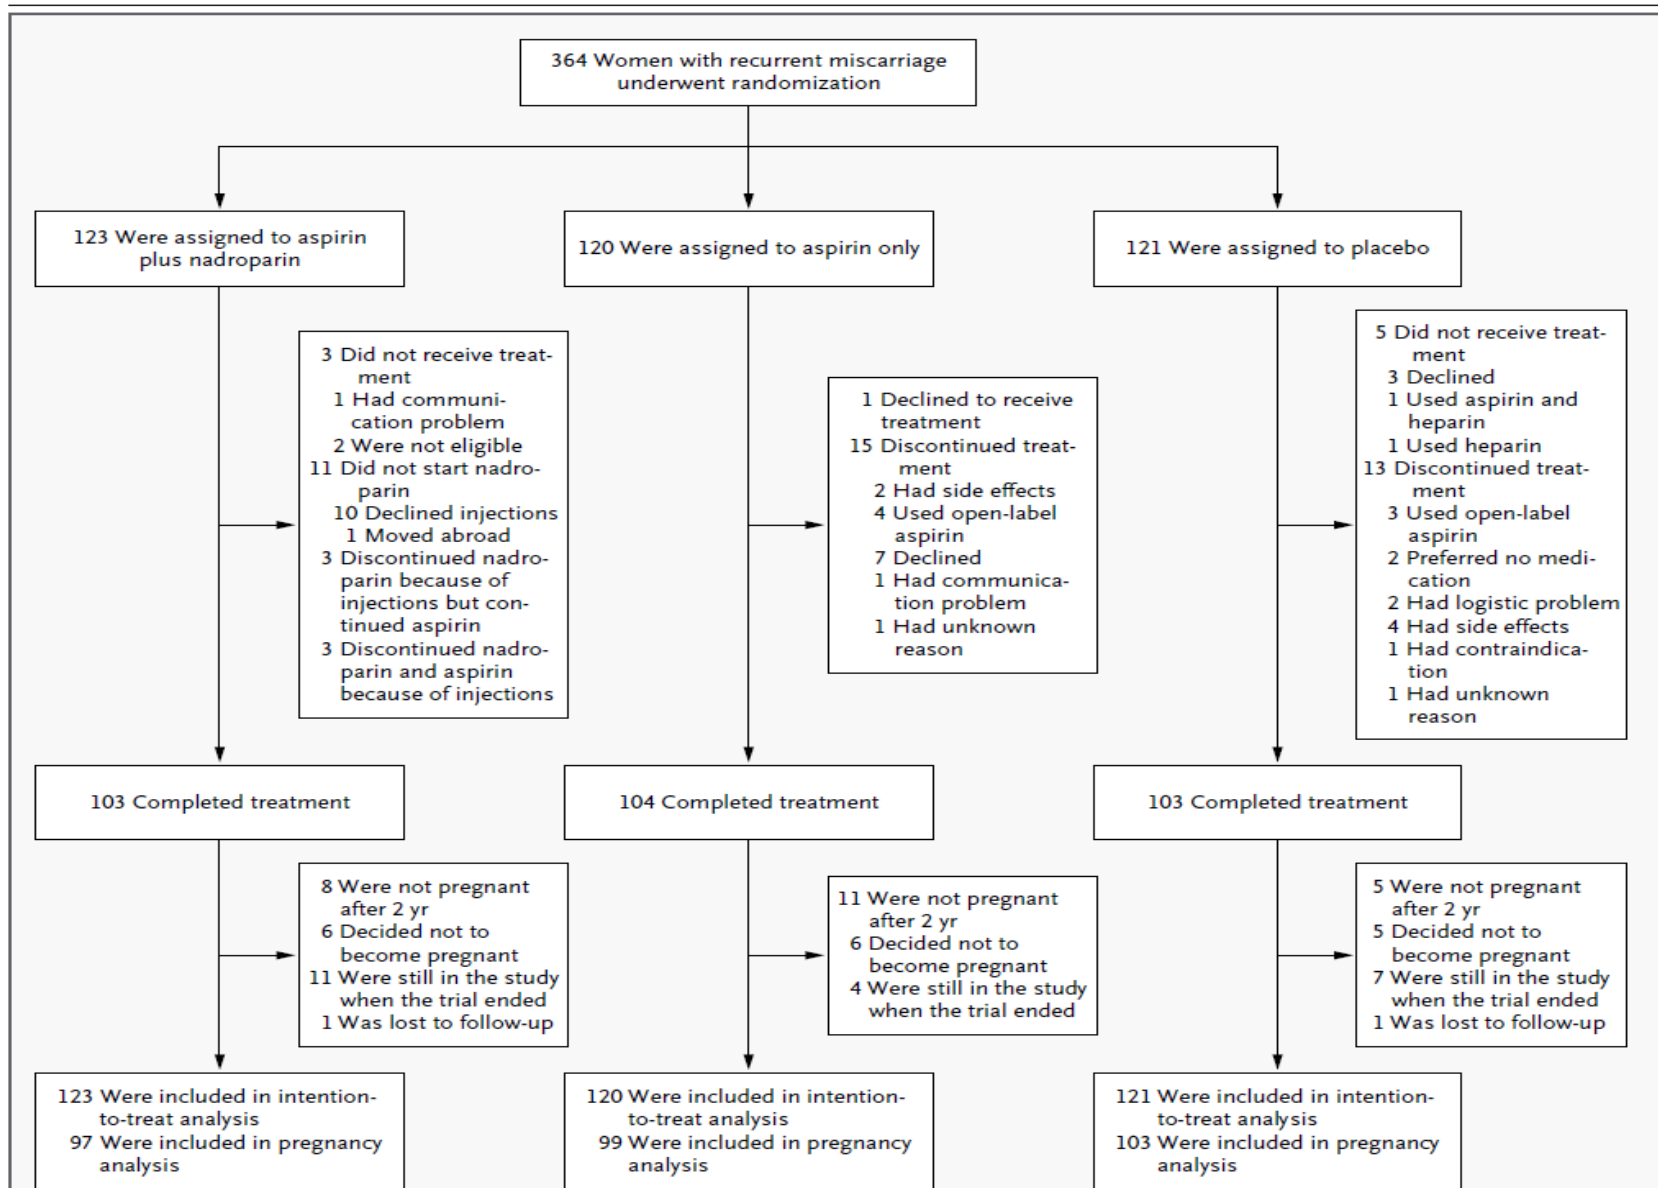 364 Women with recurrent miscarriage
underwent randomization
123 Were assigned to aspirin
plus nadroparin
120 Were assigned to aspirin only
121 Were assigned to placebo
3 Did not receive treat-
ment
1 Had communi-
cation problem
2 Were not eligible
11 Did not start nadro-
parin
10 Declined injections
1 Moved abroad
3 Discontinued nadro-
parin because of
injections but con-
tinued aspirin
3 Discontinued nadro-
parin and aspirin
because of injections
1 Declined to receive
treatment
15 Discontinued treat-
ment
2 Had side effects
4 Used open-label
aspirin
7 Declined
1 Had communica-
tion problem
1 Had unknown
reason
5 Did not receive treat-
ment
3 Declined
1 Used aspirin and
heparin
1 Used heparin
13 Discontinued treat-
ment
3 Used open-label
aspirin
2 Preferred no medi-
cation
2 Had logistic problem
4 Had side effects
1 Had contraindica-
tion
1 Had unknown
reason
103 Completed treatment
104 Completed treatment
103 Completed treatment
8 Were not pregnant
after 2 yr
6 Decided not to
become pregnant
11 Were still in the study
when the trial ended
1 Was lost to follow-up
11 Were not pregnant
after 2 yr
6 Decided not to
become pregnant
4 Were still in the study
when the trial ended
5 Were not pregnant
after 2 yr
5 Decided not to
become pregnant
7 Were still in the study
when the trial ended
1 Was lost to follow-up
123 Were included in intention-
to-treat analysis
97 Were included in pregnancy
analysis
120 Were included in intention-
to-treat analysis
99 Were included in pregnancy
analysis
121 Were included in intention-
to-treat analysis
103 Were included in pregnancy
analysis